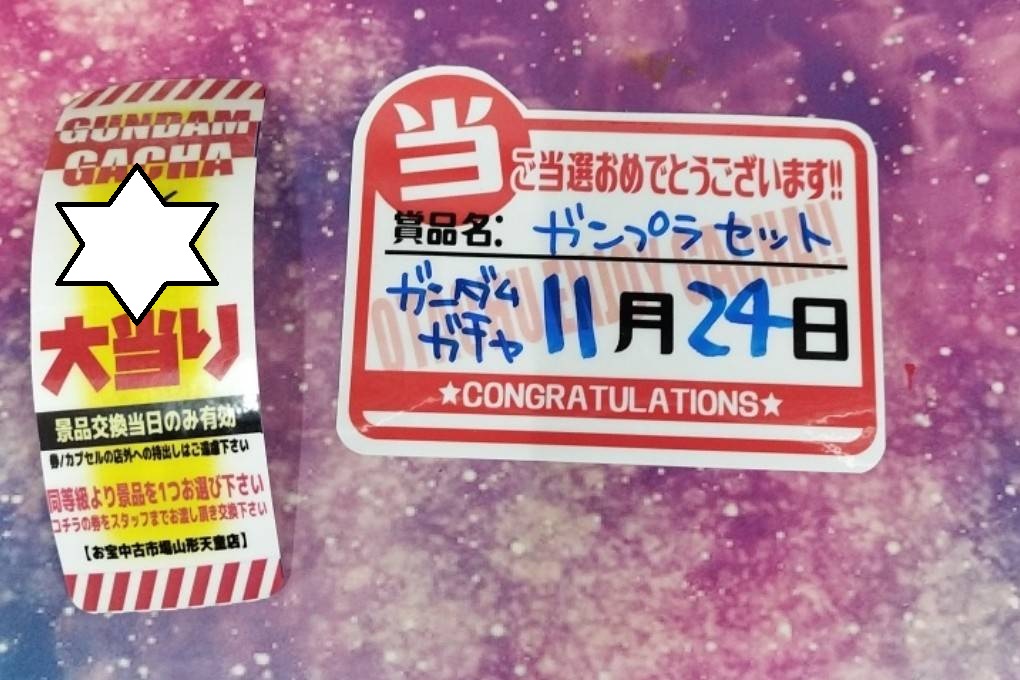 GUNDAM
GACHA
大当り
景品交換当日のみ有効
券/カプセルの店外への持出しはご遠慮下さい
同等級より景品を1つお選び下さい
コチラの券をスタッフまでお渡し頂き交換下さい
【お宝中古市場山形天童店】
当
ご当選おめでとうございます!!
賞品名: ガンプラセット
ガンダム
ガチャ 11月24日
★CONGRATULATIONS★